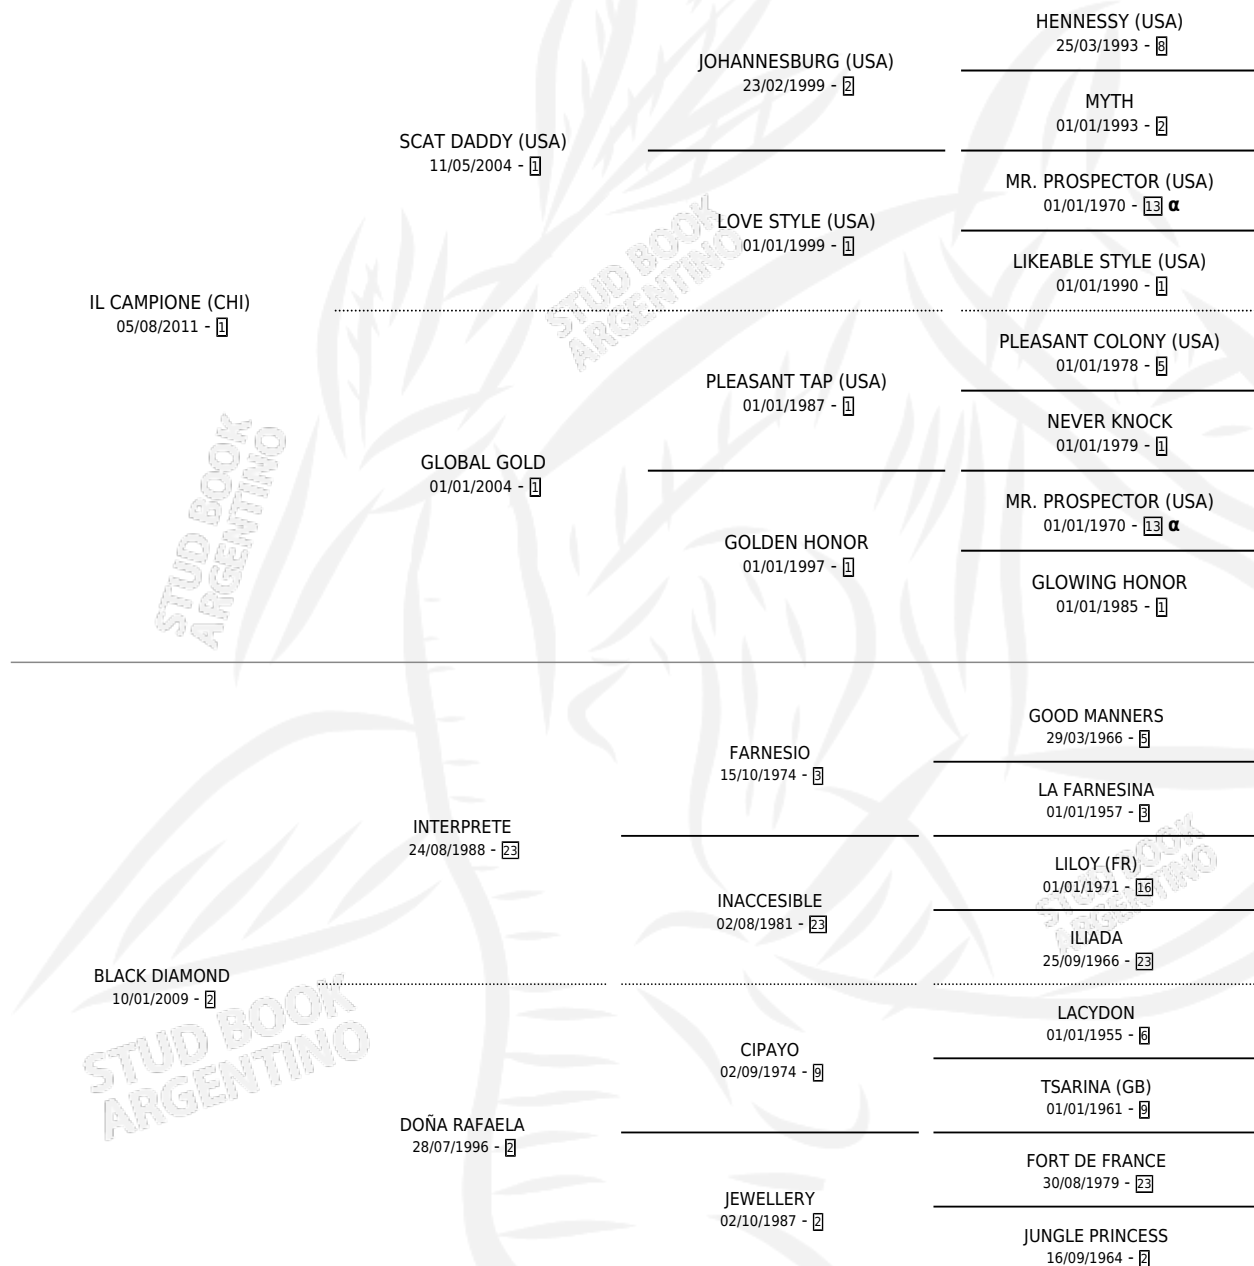 HENNESSY (USA)
25/03/1993 - 8
JOHANNESBURG (USA)
23/02/1999 - 2
MYTH
01/01/1993 - 2
SCAT DADDY (USA)
11/05/2004 - 1
MR. PROSPECTOR (USA)
01/01/1970 - 13 α
LOVE STYLE (USA)
01/01/1999 - 1
LIKEABLE STYLE (USA)
01/01/1990 - 1
IL CAMPIONE (CHI)
05/08/2011 - 1
PLEASANT COLONY (USA)
01/01/1978 - 5
PLEASANT TAP (USA)
01/01/1987 - 1
NEVER KNOCK
01/01/1979 - 1
GLOBAL GOLD
01/01/2004 - 1
MR. PROSPECTOR (USA)
01/01/1970 - 13 α
GOLDEN HONOR
01/01/1997 - 1
GLOWING HONOR
01/01/1985 - 1
GOOD MANNERS
29/03/1966 - 5
FARNESIO
15/10/1974 - 3
LA FARNESINA
01/01/1957 - 3
INTERPRETE
24/08/1988 - 23
LILOY (FR)
01/01/1971 - 16
INACCESIBLE
02/08/1981 - 23
ILIADA
25/09/1966 - 23
BLACK DIAMOND
10/01/2009 - 2
LACYDON
01/01/1955 - 6
CIPAYO
02/09/1974 - 9
TSARINA (GB)
01/01/1961 - 9
DOÑA RAFAELA
28/07/1996 - 2
FORT DE FRANCE
30/08/1979 - 23
JEWELLERY
02/10/1987 - 2
JUNGLE PRINCESS
16/09/1964 - 2
STUD BOOK
ARGENTINO
STUD BOOK
ARGENTINO
STUD BOOK
ARGENTINO
STUD BOOK
ARGENTINO